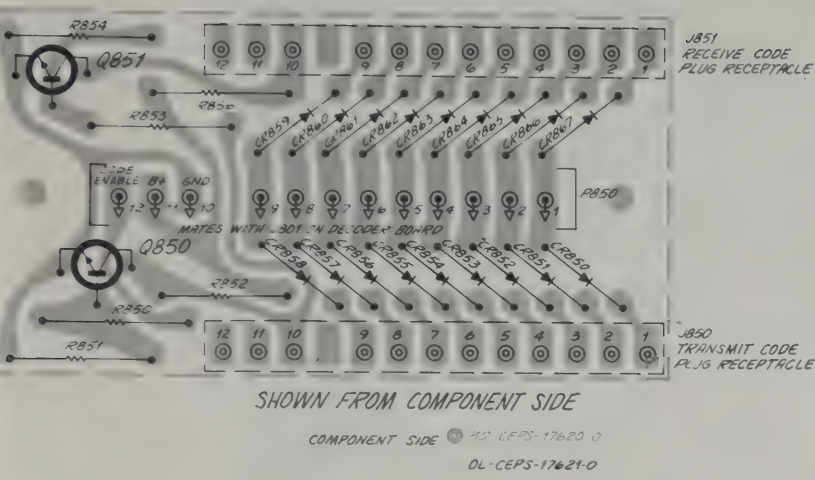 R854
Q851
12 11 10 9 8 7 6 5 4 3 2 1
J851
RECEIVE CODE
PLUG RECEPTACLE
R853
CR859 CR860 CR861 CR862 CR863 CR864 CR865 CR866 CR867
ENABLE B+ GND
12 11 10 9 8 7 6 5 4 3 2 1
P850
MATES WITH ON DECODER BOARD
Q850
CR858 CR857 CR856 CR855 CR854 CR853 CR852 CR851 CR850
R852
R850
R851
12 11 10 9 8 7 6 5 4 3 2 1
J850
TRANSMIT CODE
PLUG RECEPTACLE
SHOWN FROM COMPONENT SIDE
COMPONENT SIDE CEPS-17620-0
OL-CEPS-17621-0